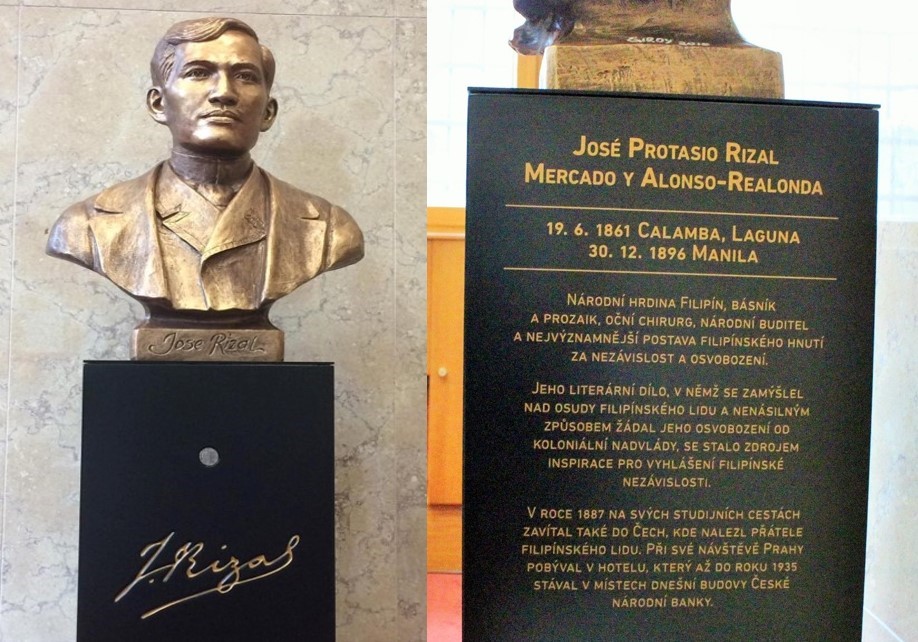 Jose Rizal
J. Rizal
JOSÉ PROTASIO RIZAL
MERCADO Y ALONSO-REALONDA
19. 6. 1861 CALAMBA, LAGUNA
30. 12. 1896 MANILA
NÁRODNÍ HRDINA FILIPÍN, BÁSNÍK
A PROZAIK, OČNÍ CHIRURG, NÁRODNÍ BUDITEL
A NEJVÝZNAMNĚJŠÍ POSTAVA FILIPÍNSKÉHO HNUTÍ
ZA NEZÁVISLOST A OSVOBOZENÍ.
JEHO LITERÁRNÍ DÍLO, V NĚMŽ SE ZAMÝŠLEL
NAD OSUDY FILIPÍNSKÉHO LIDU A NENÁSILNÝM
ZPŮSOBEM ŽÁDAL JEHO OSVOBOZENÍ OD
KOLONIÁLNÍ NADVLÁDY, SE STALO ZDROJEM
INSPIRACE PRO VYHLÁŠENÍ FILIPÍNSKÉ
NEZÁVISLOSTI.
V ROCE 1887 NA SVÝCH STUDIJNÍCH CESTÁCH
ZAVÍTAL TAKÉ DO ČECH, KDE NALEZL PŘÁTELE
FILIPÍNSKÉHO LIDU. PŘI SVÉ NÁVŠTĚVĚ PRAHY
POBÝVAL V HOTELU, KTERÝ AŽ DO ROKU 1935
STÁVAL V MÍSTECH DNEŠNÍ BUDOVY ČESKÉ
NÁRODNÍ BANKY.